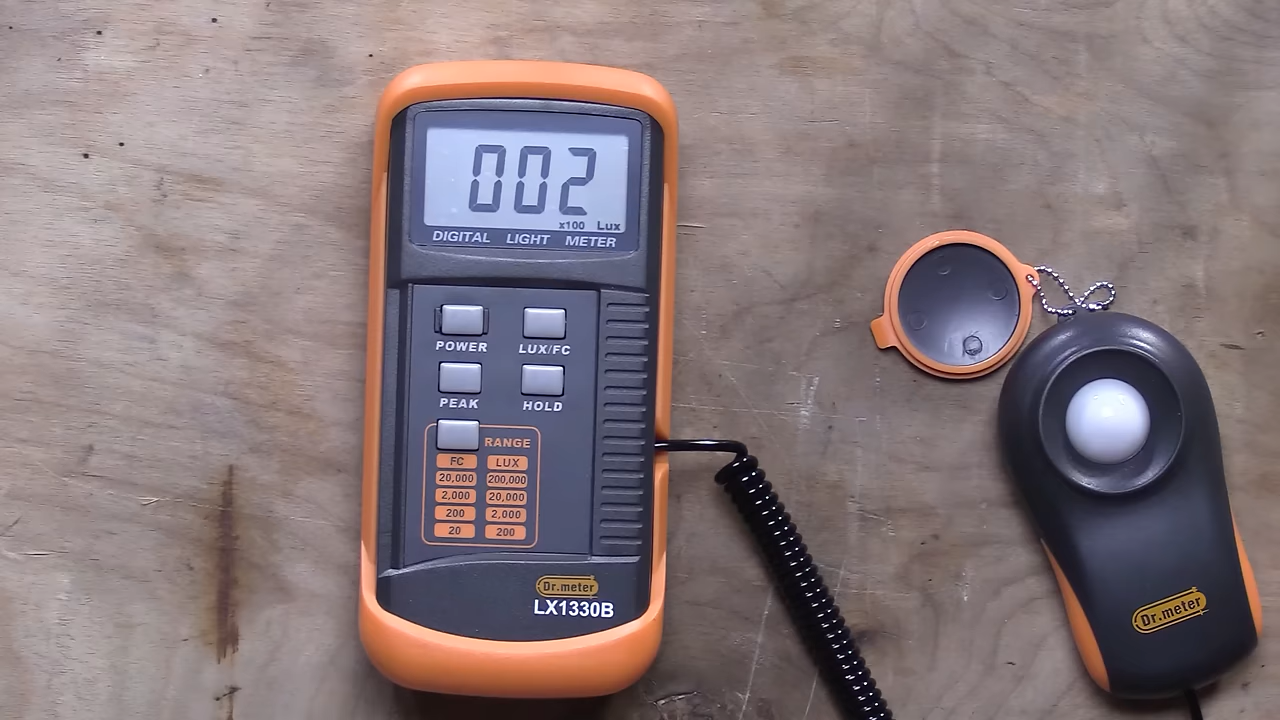 002
x100 Lux
DIGITAL LIGHT METER
POWER LUX/FC
PEAK HOLD
RANGE
FC LUX
20,000 200,000
2,000 20,000
200 2,000
20 200
Dr.meter
LX1330B
Dr.meter